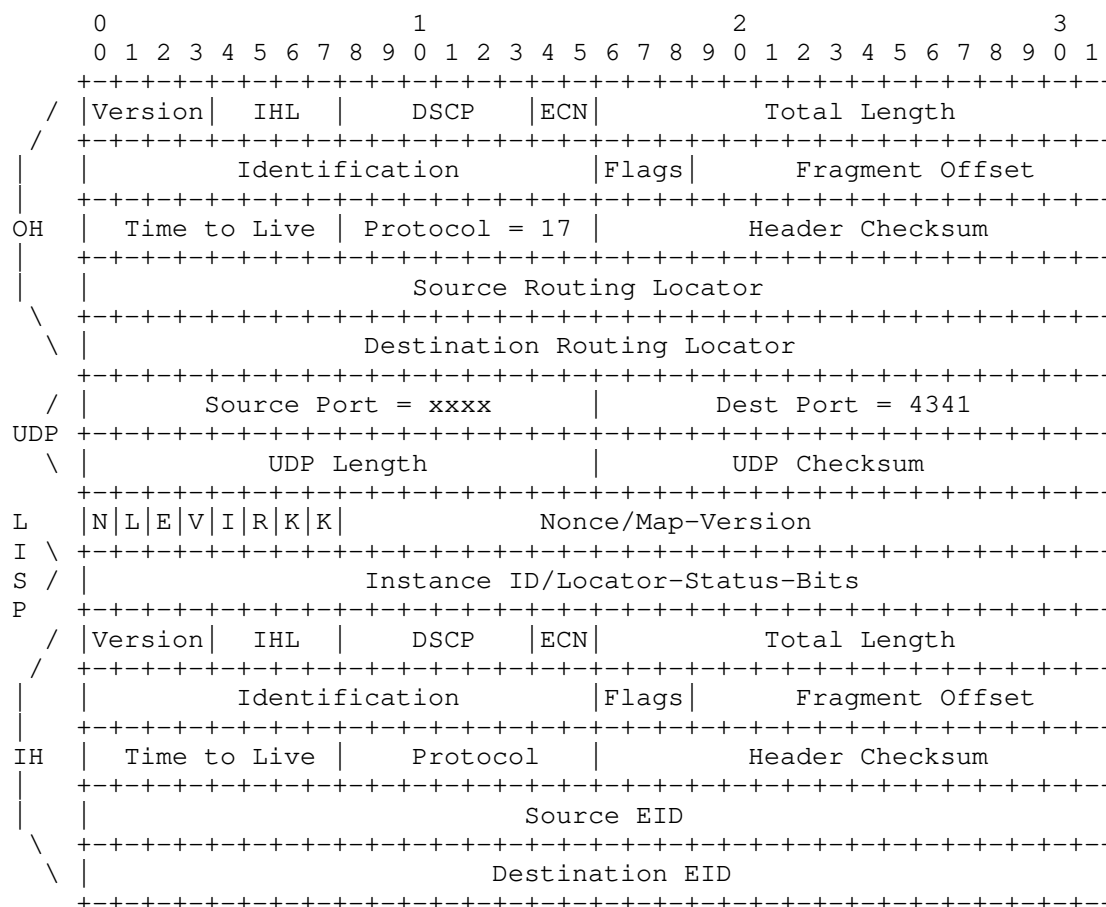 0                   1                   2                   3
     0 1 2 3 4 5 6 7 8 9 0 1 2 3 4 5 6 7 8 9 0 1 2 3 4 5 6 7 8 9 0 1
    +-+-+-+-+-+-+-+-+-+-+-+-+-+-+-+-+-+-+-+-+-+-+-+-+-+-+-+-+-+-+-+--
  / |Version|  IHL  |    DSCP   |ECN|          Total Length
 /  +-+-+-+-+-+-+-+-+-+-+-+-+-+-+-+-+-+-+-+-+-+-+-+-+-+-+-+-+-+-+-+--
|   |         Identification        |Flags|      Fragment Offset
|   +-+-+-+-+-+-+-+-+-+-+-+-+-+-+-+-+-+-+-+-+-+-+-+-+-+-+-+-+-+-+-+--
OH  |  Time to Live | Protocol = 17 |         Header Checksum
|   +-+-+-+-+-+-+-+-+-+-+-+-+-+-+-+-+-+-+-+-+-+-+-+-+-+-+-+-+-+-+-+--
|   |                    Source Routing Locator
 \  +-+-+-+-+-+-+-+-+-+-+-+-+-+-+-+-+-+-+-+-+-+-+-+-+-+-+-+-+-+-+-+--
  \ |                 Destination Routing Locator
    +-+-+-+-+-+-+-+-+-+-+-+-+-+-+-+-+-+-+-+-+-+-+-+-+-+-+-+-+-+-+-+--
  / |       Source Port = xxxx      |       Dest Port = 4341
UDP +-+-+-+-+-+-+-+-+-+-+-+-+-+-+-+-+-+-+-+-+-+-+-+-+-+-+-+-+-+-+-+--
  \ |           UDP Length          |        UDP Checksum
    +-+-+-+-+-+-+-+-+-+-+-+-+-+-+-+-+-+-+-+-+-+-+-+-+-+-+-+-+-+-+-+--
L   |N|L|E|V|I|R|K|K|            Nonce/Map-Version
I \ +-+-+-+-+-+-+-+-+-+-+-+-+-+-+-+-+-+-+-+-+-+-+-+-+-+-+-+-+-+-+-+--
S / |                 Instance ID/Locator-Status-Bits
P   +-+-+-+-+-+-+-+-+-+-+-+-+-+-+-+-+-+-+-+-+-+-+-+-+-+-+-+-+-+-+-+--
  / |Version|  IHL  |    DSCP   |ECN|          Total Length
 /  +-+-+-+-+-+-+-+-+-+-+-+-+-+-+-+-+-+-+-+-+-+-+-+-+-+-+-+-+-+-+-+--
|   |         Identification        |Flags|      Fragment Offset
|   +-+-+-+-+-+-+-+-+-+-+-+-+-+-+-+-+-+-+-+-+-+-+-+-+-+-+-+-+-+-+-+--
IH  |  Time to Live |    Protocol   |         Header Checksum
|   +-+-+-+-+-+-+-+-+-+-+-+-+-+-+-+-+-+-+-+-+-+-+-+-+-+-+-+-+-+-+-+--
|   |                           Source EID
 \  +-+-+-+-+-+-+-+-+-+-+-+-+-+-+-+-+-+-+-+-+-+-+-+-+-+-+-+-+-+-+-+--
  \ |                         Destination EID
    +-+-+-+-+-+-+-+-+-+-+-+-+-+-+-+-+-+-+-+-+-+-+-+-+-+-+-+-+-+-+-+--